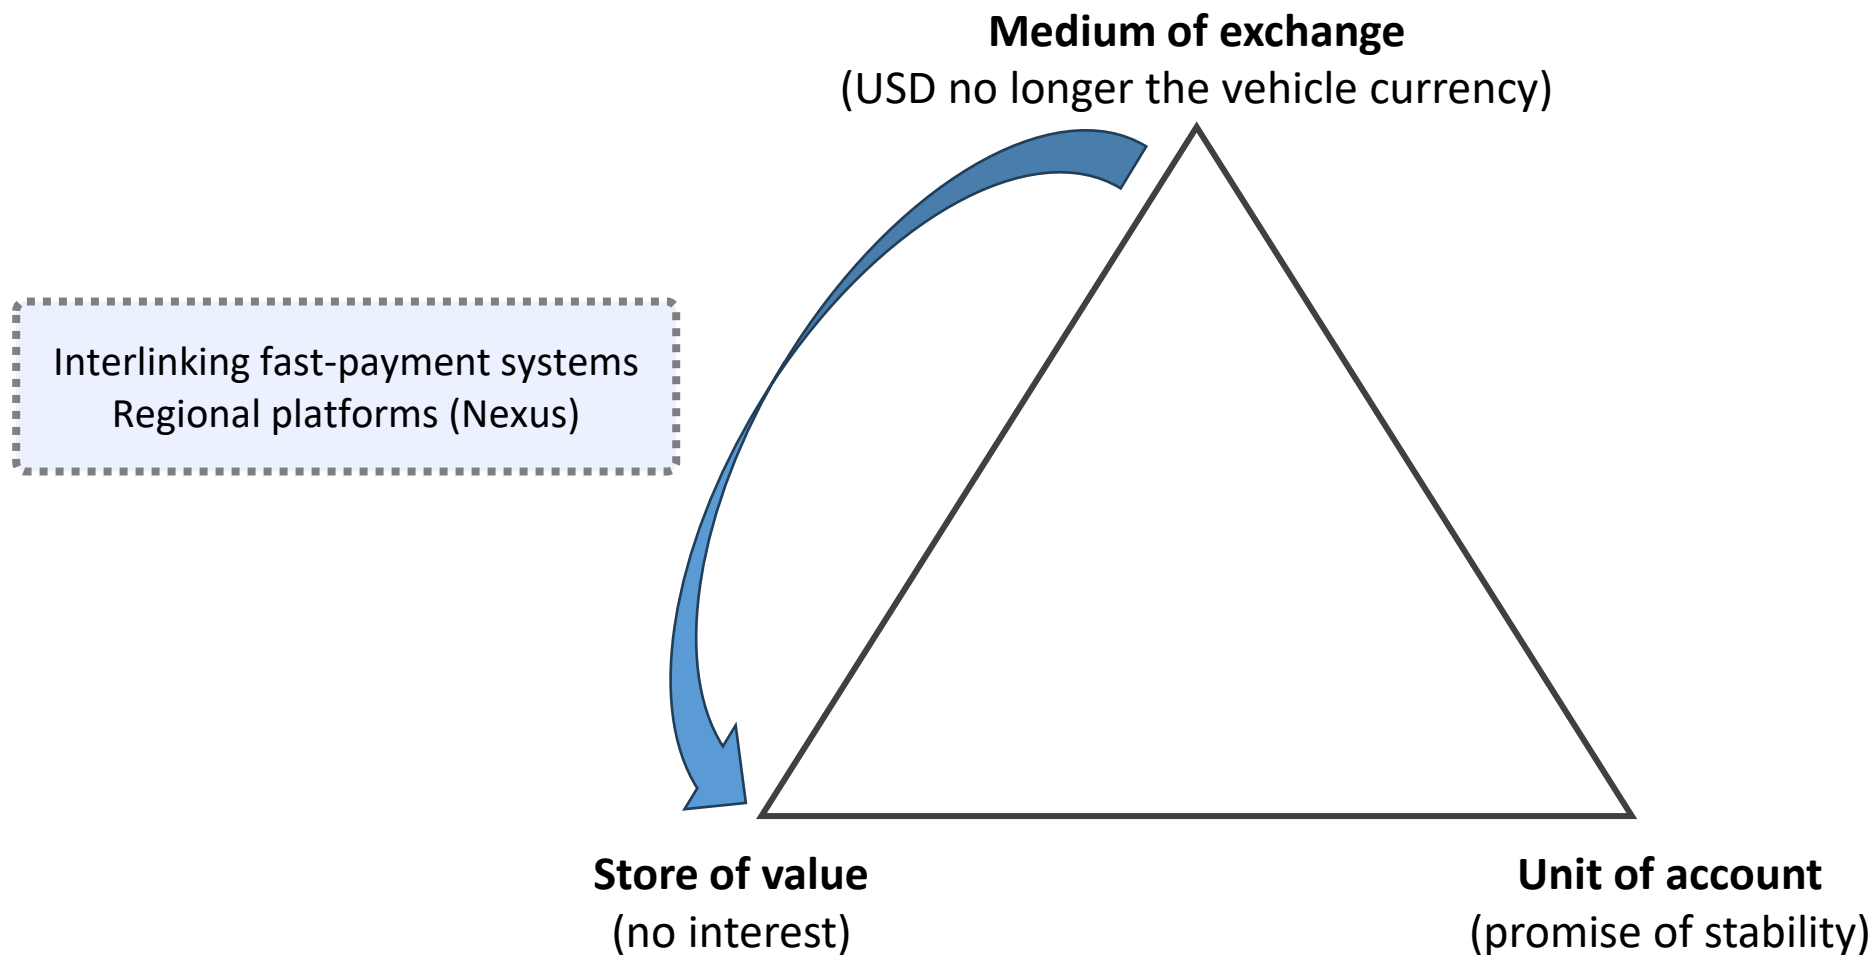 Medium of exchange
(USD no longer the vehicle currency)
Interlinking fast-payment systems
Regional platforms (Nexus)
Store of value
(no interest)
Unit of account
(promise of stability)